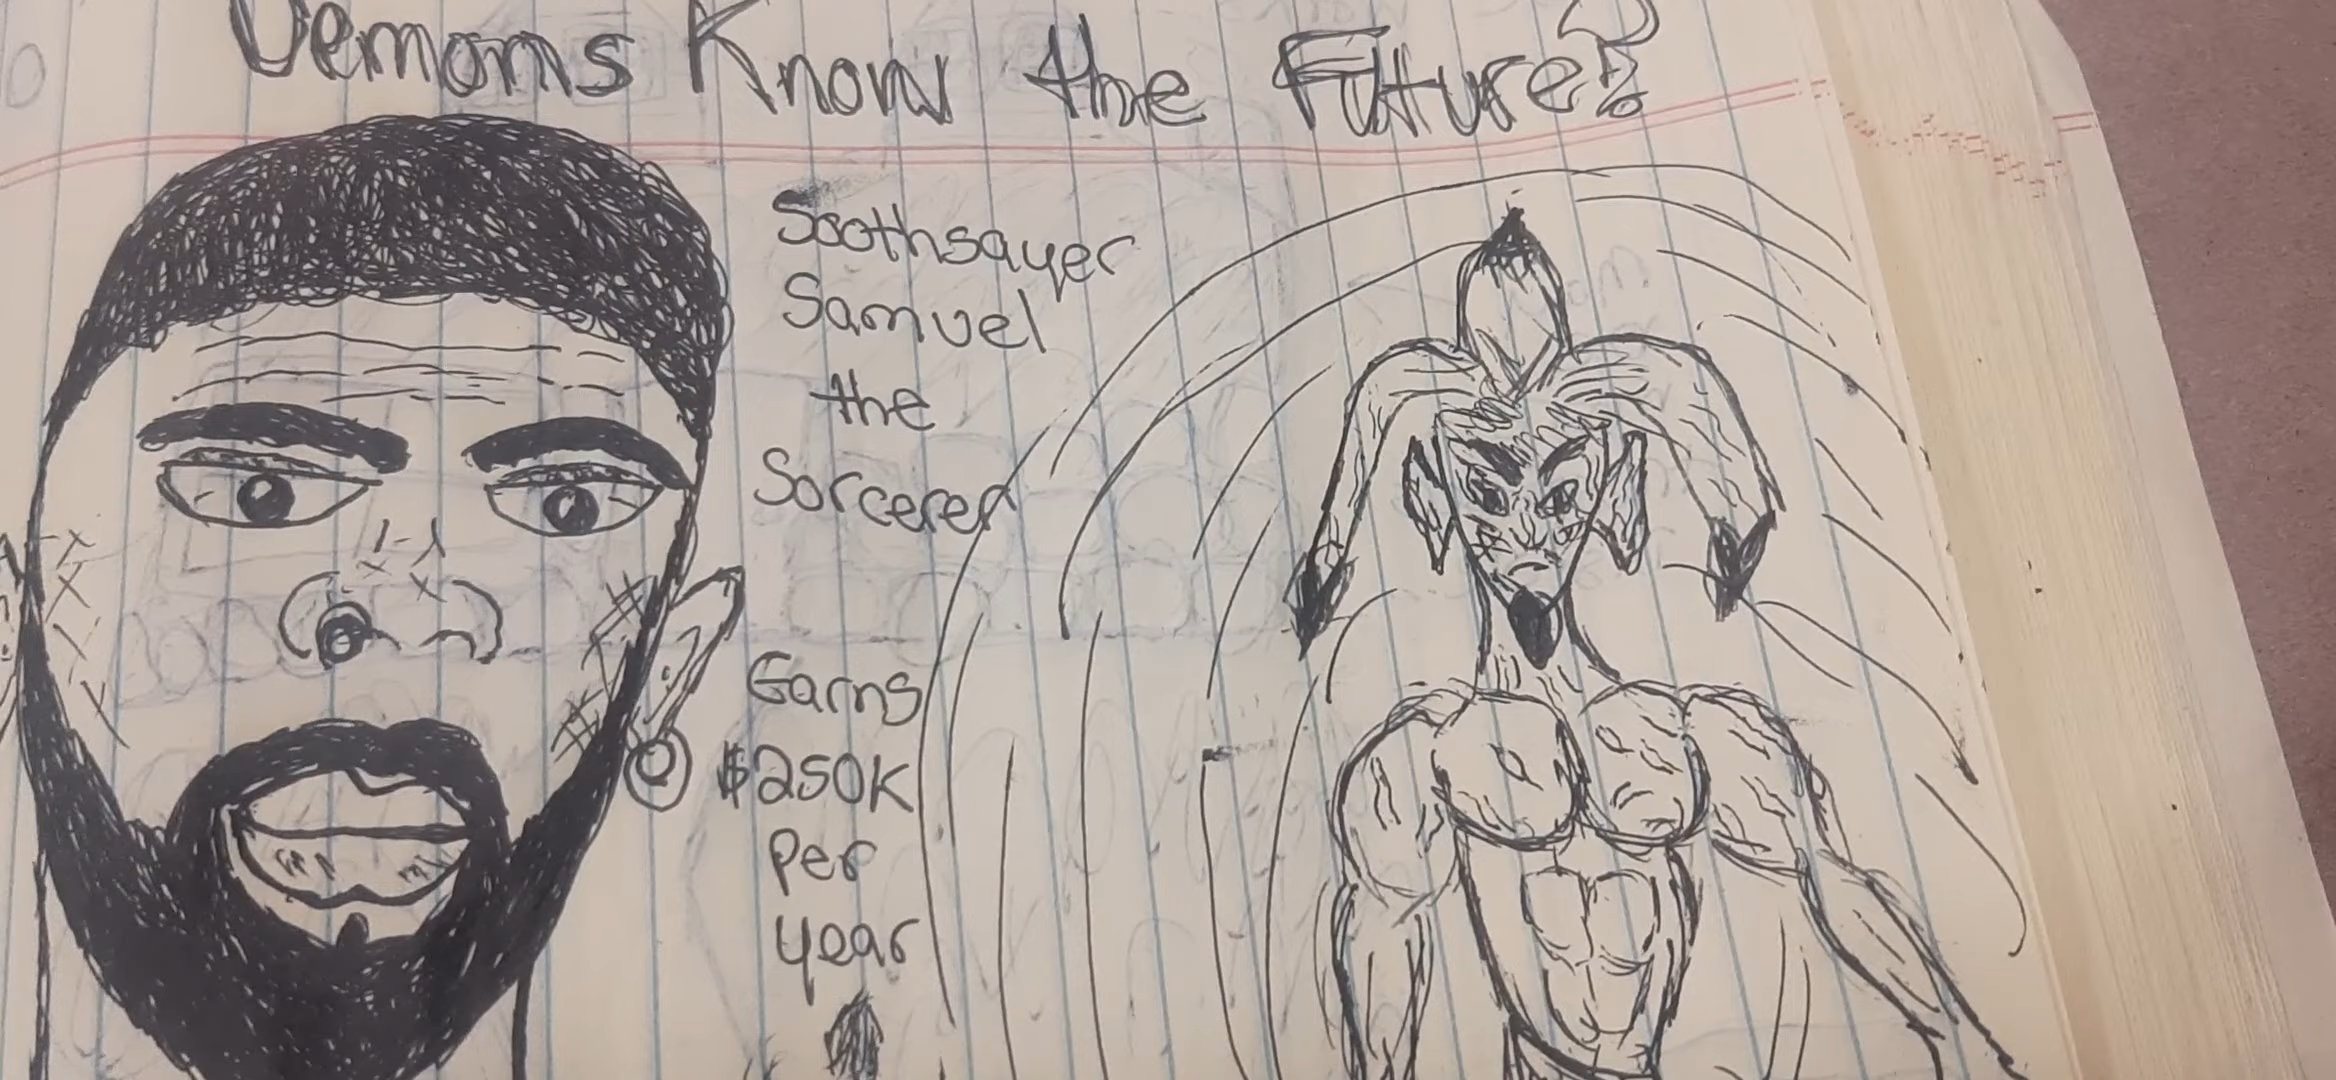 Demons Know the Future?
Soothsayer
Samuel
the
Sorcerer
Earns
$250K
Per
year